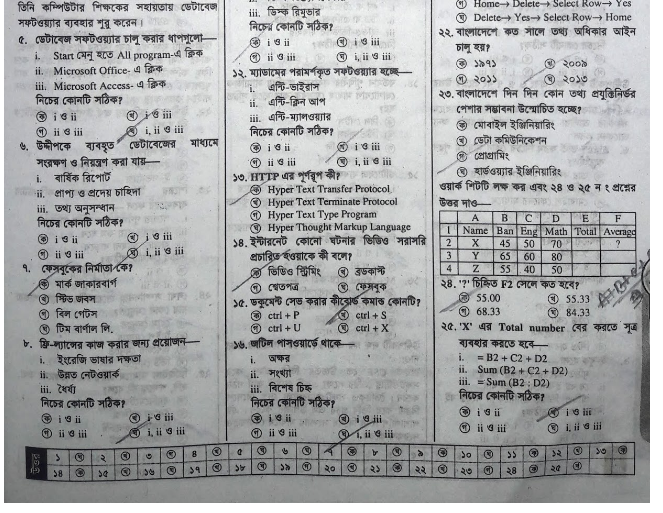 তিনি কম্পিউটার শিক্ষকের সহায়তায় ডেটাবেজ
সফটওয়্যার ব্যবহার শুরু করেন।
৫. ডেটাবেজ সফটওয়্যার চালু করার ধাপগুলো—
i. Start মেনু হতে All program-এ ক্লিক
ii. Microsoft Office- এ ক্লিক
iii. Microsoft Access- এ ক্লিক
নিচের কোনটি সঠিক?
ক i ও ii খ i ও iii
গ ii ও iii ঘ i, ii ও iii
৬. উদ্দীপকে ব্যবহৃত ডেটাবেজের মাধ্যমে
সংরক্ষণ ও নিয়ন্ত্রণ করা যায়—
i. বার্ষিক রিপোর্ট
ii. প্রাপ্য ও প্রদেয় চাহিদা
iii. তথ্য অনুসন্ধান
নিচের কোনটি সঠিক?
ক i ও ii খ i ও iii
গ ii ও iii ঘ i, ii ও iii
৭. ফেসবুকের নির্মাতা কে?
ক মার্ক জাকারবার্গ
খ স্টিভ জবস
গ বিল গেটস
ঘ টিম বার্নাল লি.
৮. ফ্রি-ল্যান্সের কাজ করার জন্য প্রয়োজন—
i. ইংরেজি ভাষার দক্ষতা
ii. উন্নত নেটওয়ার্ক
iii. ধৈর্য্য
নিচের কোনটি সঠিক?
ক i ও ii খ i ও iii
গ ii ও iii ঘ i, ii ও iii
iii. ডিস্ক রিমুভার
নিচের কোনটি সঠিক?
ক i ও ii খ i ও iii
গ ii ও iii ঘ i, ii ও iii
১২. ম্যাডামের পরামর্শকৃত সফটওয়্যার হচ্ছে—
i. এন্টি-ভাইরাস
ii. এন্টি-ক্লিন আপ
iii. এন্টি-ম্যালওয়্যার
নিচের কোনটি সঠিক?
ক i ও ii খ i ও iii
গ ii ও iii ঘ i, ii ও iii
১৩. HTTP এর পূর্ণরূপ কী?
ক Hyper Text Transfer Protocol
খ Hyper Text Terminate Protocol
গ Hyper Text Type Program
ঘ Hyper Thought Markup Language
১৪. ইন্টারনেট কোনো ঘটনার ভিডিও সরাসরি
প্রচারিত হওয়াকে কী বলে?
ক ভিডিও স্ট্রিমিং খ ব্রডকাস্ট
গ শ্বেতপত্র ঘ ফেসবুক
১৫. ডকুমেন্ট সেভ করার কীবোর্ড কমান্ড কোনটি?
ক ctrl + P খ ctrl + S
গ ctrl + U ঘ ctrl + X
১৬. জটিল পাসওয়ার্ডে থাকে—
i. অক্ষর
ii. সংখ্যা
iii. বিশেষ চিহ্ন
নিচের কোনটি সঠিক?
ক i ও ii খ i ও iii
গ ii ও iii ঘ i, ii ও iii
গ Home→ Delete→ Select Row→ Yes
ঘ Delete→ Yes→ Select Row→ Home
২২. বাংলাদেশে কত সালে তথ্য অধিকার আইন
চালু হয়?
ক ১৯৭১ খ ২০০৯
গ ২০১১ ঘ ২০১৩
২৩. বাংলাদেশে দিন দিন কোন তথ্য প্রযুক্তিনির্ভর
পেশার সম্ভাবনা উন্মোচিত হচ্ছে?
ক মোবাইল ইঞ্জিনিয়ারিং
খ ডেটা কমিউনিকেশন
গ প্রোগ্রামিং
ঘ হার্ডওয়্যার ইঞ্জিনিয়ারিং
ওয়ার্ক শিটটি লক্ষ কর এবং ২৪ ও ২৫ নং প্রশ্নের
উত্তর দাও—
A B C D E F
1 Name Ban Eng Math Total Average
2 X 45 50 70 ?
3 Y 65 60 80
4 Z 55 40 50
২৪. '?' চিহ্নিত F2 সেলে কত হবে?
ক 55.00 খ 55.33
গ 68.33 ঘ 84.33
২৫. 'X' এর Total number বের করতে সূত্র
ব্যবহার করতে হবে—
i. = B2 + C2 + D2
ii. Sum (B2 + C2 + D2)
iii. = Sum (B2 : D2)
নিচের কোনটি সঠিক?
ক i ও ii খ i ও iii
গ ii ও iii ঘ i, ii ও iii